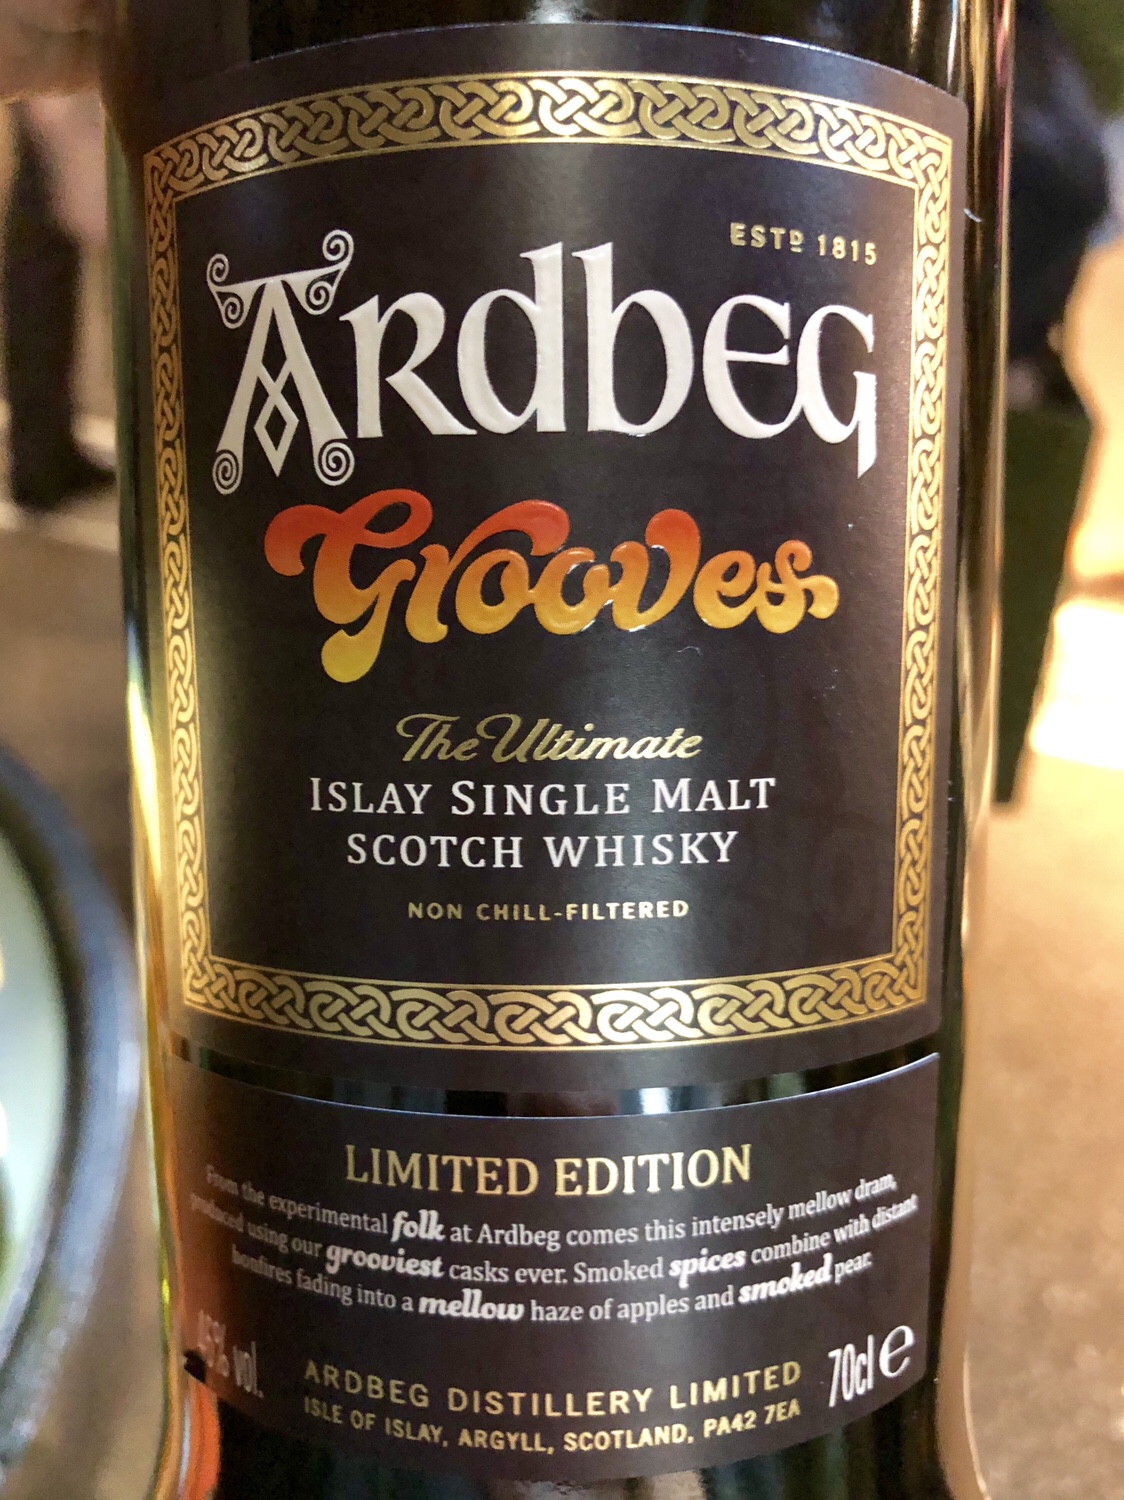 ESTD 1815
ARDBEG
Grooves
The Ultimate
ISLAY SINGLE MALT
SCOTCH WHISKY
NON CHILL-FILTERED
LIMITED EDITION
From the experimental folk at Ardbeg comes this intensely mellow dram,
produced using our grooviest casks ever. Smoked spices combine with distant
bonfires fading into a mellow haze of apples and smoked pear.
vol.
70cl e
ARDBEG DISTILLERY LIMITED
ISLE OF ISLAY, ARGYLL, SCOTLAND, PA42 7EA